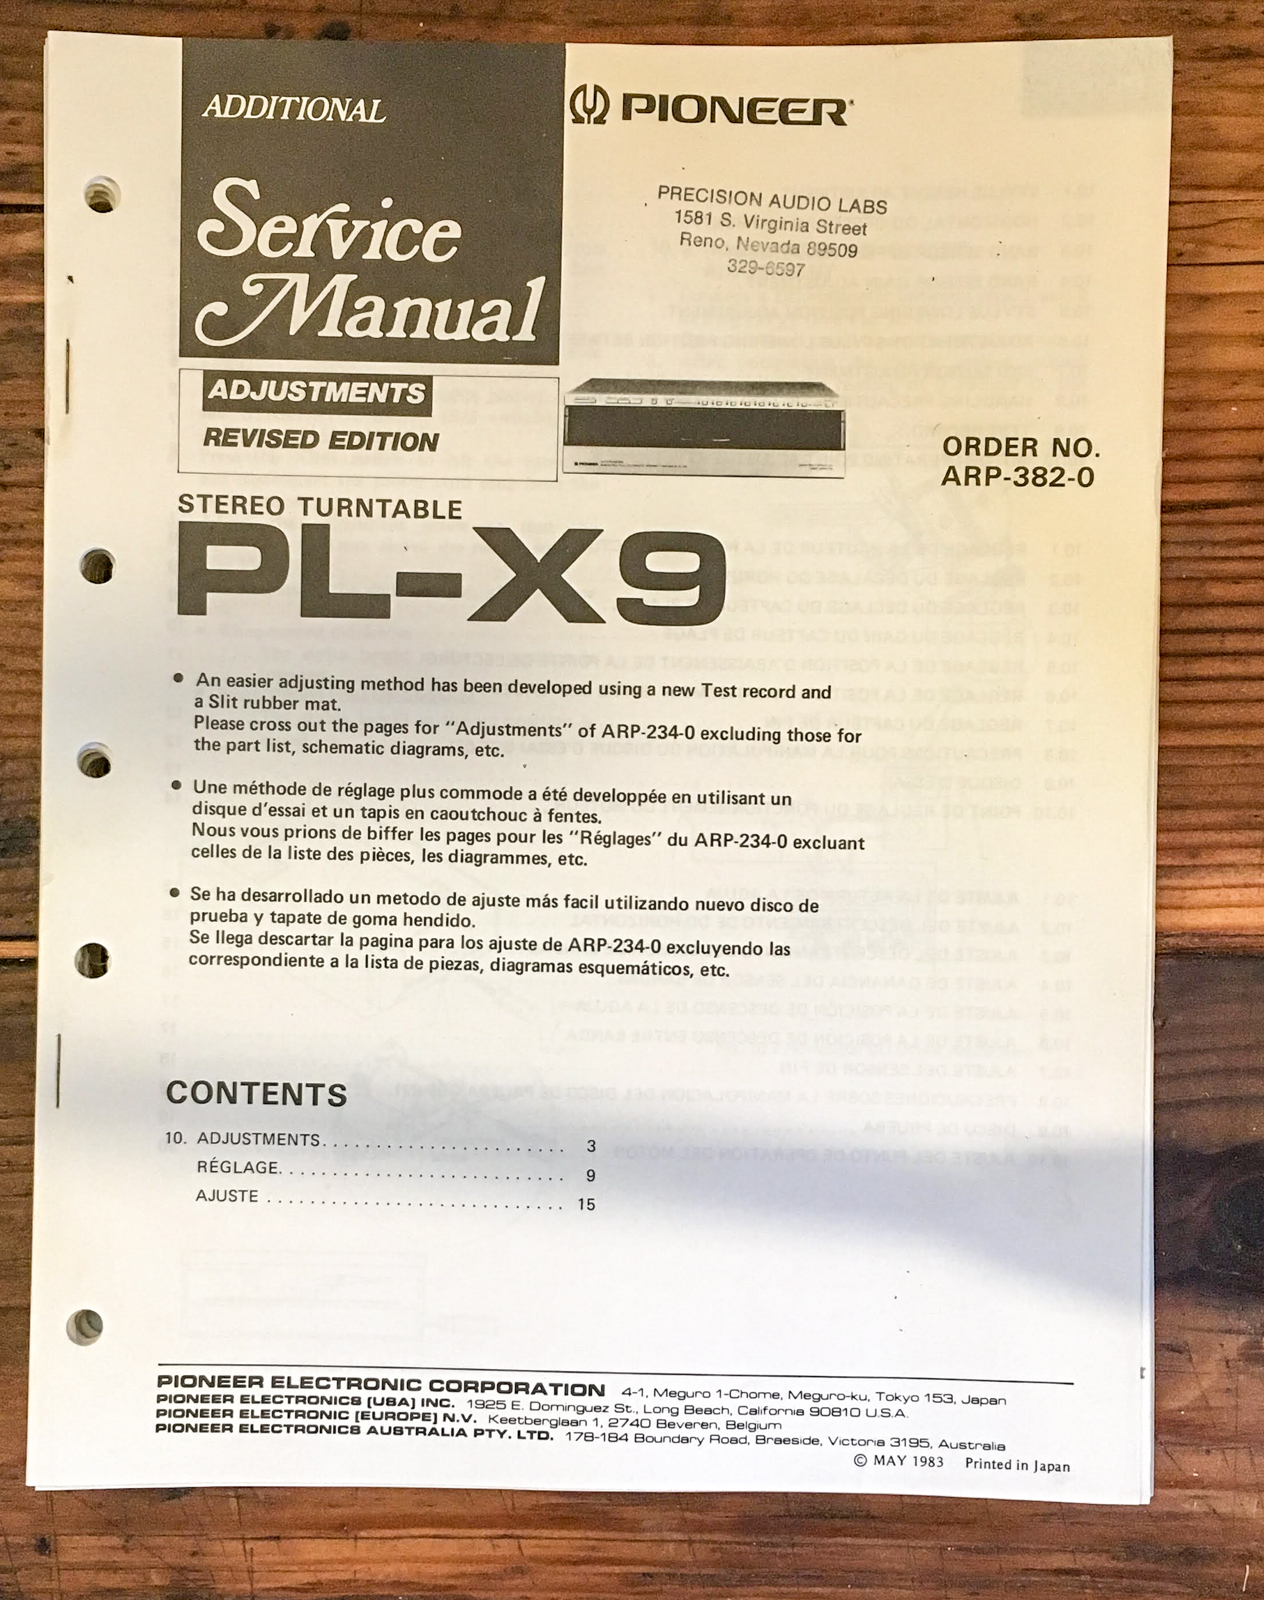 ADDITIONAL
Service
Manual
PIONEER
PRECISION AUDIO LABS
1581 S. Virginia Street
Reno, Nevada 89509
329-6597
ADJUSTMENTS
REVISED EDITION
ORDER NO.
ARP-382-0
STEREO TURNTABLE
PL-X9
● An easier adjusting method has been developed using a new Test record and
a Slit rubber mat.
Please cross out the pages for "Adjustments" of ARP-234-0 excluding those for
the part list, schematic diagrams, etc.
● Une méthode de réglage plus commode a été developpée en utilisant un
disque d'essai et un tapis en caoutchouc à fentes.
Nous vous prions de biffer les pages pour les "Réglages" du ARP-234-0 excluant
celles de la liste des pièces, les diagrammes, etc.
● Se ha desarrollado un metodo de ajuste más facil utilizando nuevo disco de
prueba y tapate de goma hendido.
Se llega descartar la pagina para los ajuste de ARP-234-0 excluyendo las
correspondiente a la lista de piezas, diagramas esquemáticos, etc.
CONTENTS
10. ADJUSTMENTS. . . . . . . . . . . . . . . . . . . . . . . . 3
RÉGLAGE. . . . . . . . . . . . . . . . . . . . . . . . . . . . 9
AJUSTE . . . . . . . . . . . . . . . . . . . . . . . . . . . . 15
PIONEER ELECTRONIC CORPORATION 4-1, Meguro 1-Chome, Meguro-ku, Tokyo 153, Japan
PIONEER ELECTRONICS [USA] INC. 1925 E. Dominguez St., Long Beach, California 90810 U.S.A.
PIONEER ELECTRONIC [EUROPE] N.V. Keetberglaan 1, 2740 Beveren, Belgium
PIONEER ELECTRONICS AUSTRALIA PTY. LTD. 178-184 Boundary Road, Braeside, Victoria 3195, Australia
© MAY 1983 Printed in Japan